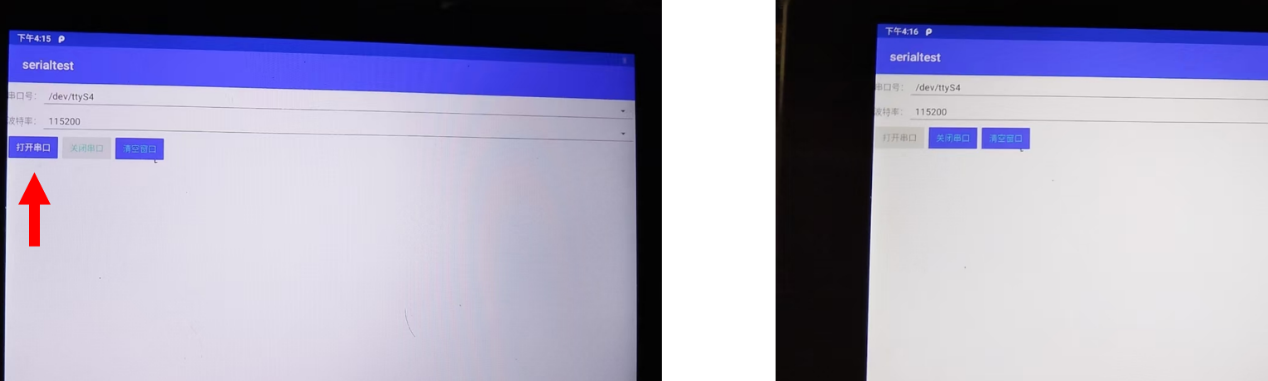 下午4:15
serialtest
串口号: /dev/ttyS4
波特率: 115200
打开串口 关闭串口 清空窗口
下午4:16
serialtest
串口号: /dev/ttyS4
波特率: 115200
打开串口 关闭串口 清空窗口